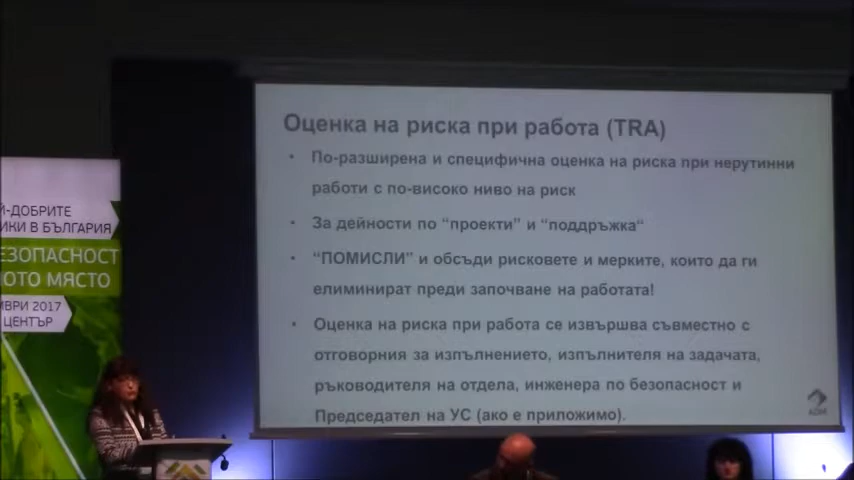 Оценка на риска при работа (TRA)
• По-разширена и специфична оценка на риска при нерутинни
работи с по-високо ниво на риск
• За дейности по “проекти” и “поддръжка“
• “ПОМИСЛИ” и обсъди рисковете и мерките, които да ги
елиминират преди започване на работата!
• Оценка на риска при работа се извършва съвместно с
отговорния за изпълнението, изпълнителя на задачата,
ръководителя на отдела, инженера по безопасност и
Председател на УС (ако е приложимо).
ADM
Й-ДОБРИТЕ
ИКИ В БЪЛГАРИЯ
ЕЗОПАСНОСТ
КОТО МЯСТО
МВРИ 2017
ЦЕНТЪР